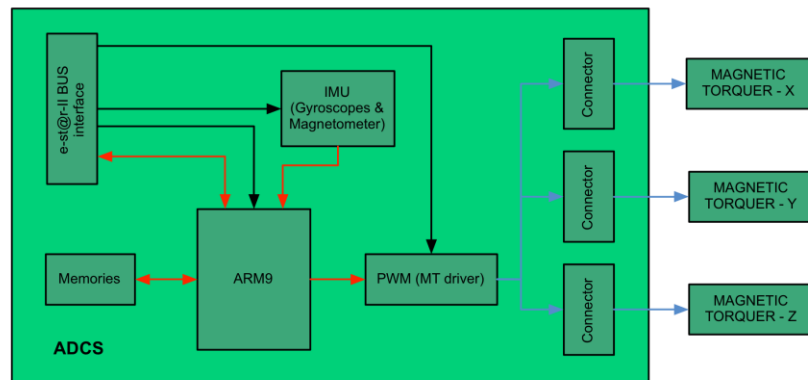 e-st@r-II BUS
interface
IMU
(Gyroscopes &
Magnetometer)
Connector
MAGNETIC
TORQUER - X
Connector
MAGNETIC
TORQUER - Y
Memories
ARM9
PWM (MT driver)
Connector
MAGNETIC
TORQUER - Z
ADCS